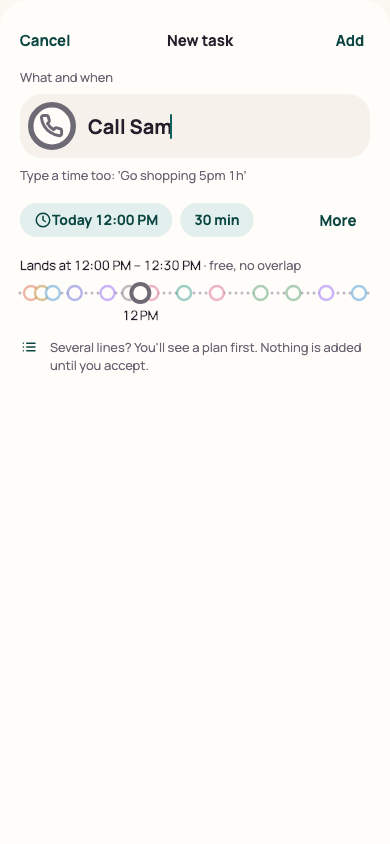 Cancel
New task
Add
What and when
Call Sam
Type a time too: 'Go shopping 5pm 1h'
Today 12:00 PM
30 min
More
Lands at 12:00 PM – 12:30 PM · free, no overlap
12 PM
Several lines? You'll see a plan first. Nothing is added
until you accept.